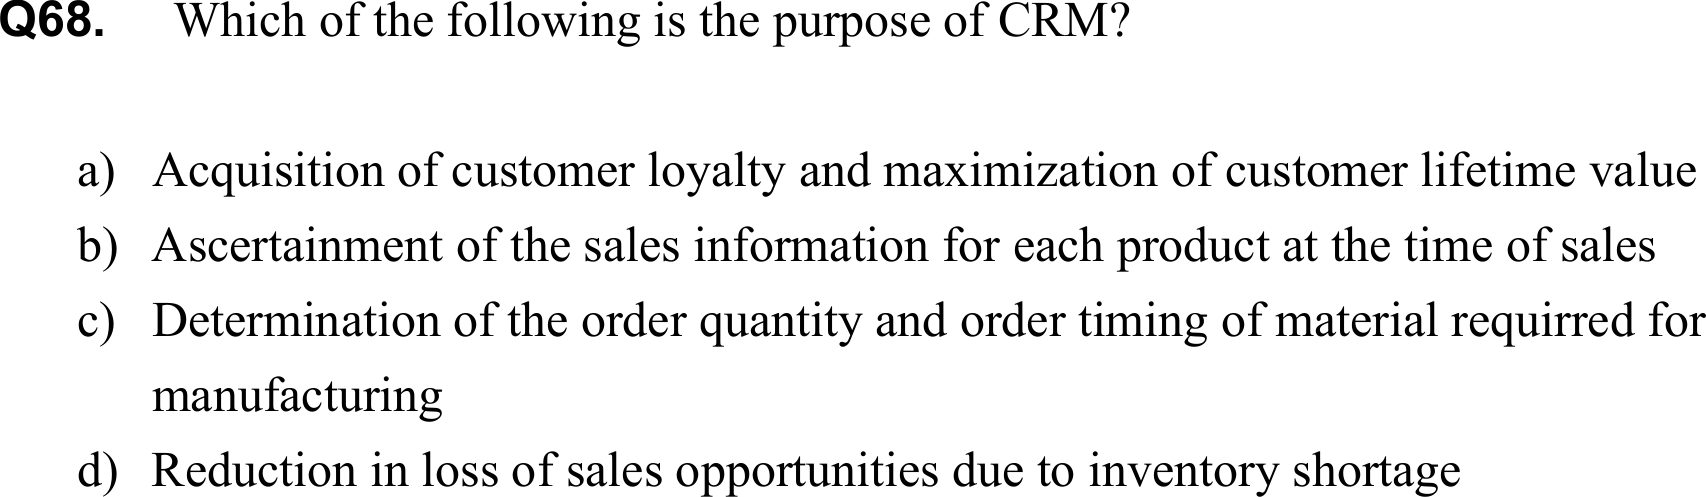 Q68. Which of the following is the purpose of CRM?
a) Acquisition of customer loyalty and maximization of customer lifetime value
b) Ascertainment of the sales information for each product at the time of sales
c) Determination of the order quantity and order timing of material requirred for
manufacturing
d) Reduction in loss of sales opportunities due to inventory shortage